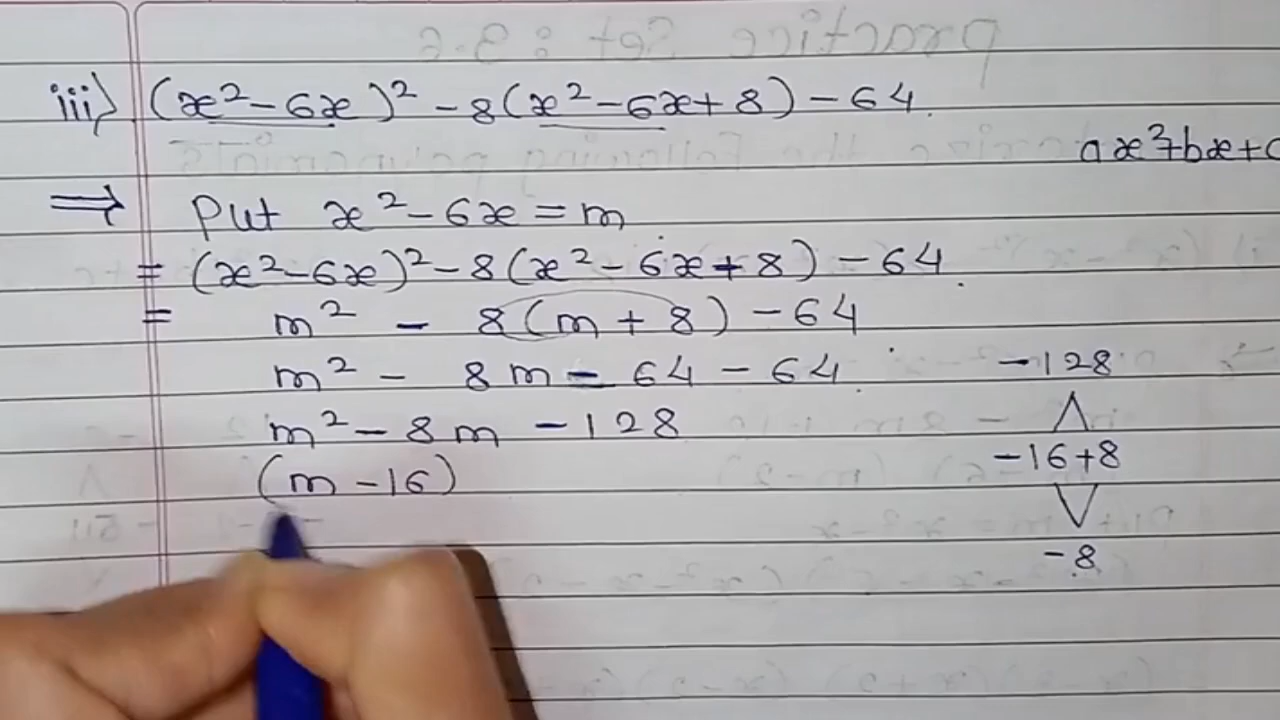 iii) (x² - 6x)² - 8(x² - 6x + 8) - 64.
ax² + bx + c
⇒ Put x² - 6x = m
= (x² - 6x)² - 8(x² - 6x + 8) - 64.
= m² - 8(m + 8) - 64
m² - 8m - 64 - 64.
-128
m² - 8m - 128
-16+8
(m - 16)
-8